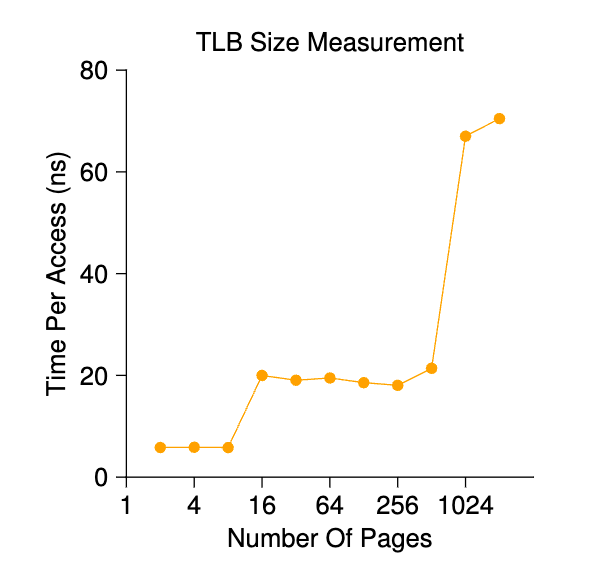 TLB Size Measurement
80
60
40
20
0
Time Per Access (ns)
1 4 16 64 256 1024
Number Of Pages